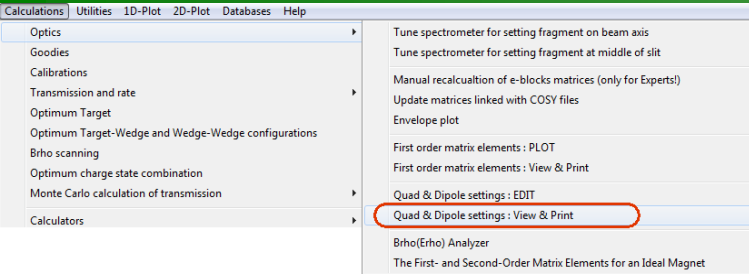 Calculations Utilities 1D-Plot 2D-Plot Databases Help
Optics
Goodies
Calibrations
Transmission and rate
Optimum Target
Optimum Target-Wedge and Wedge-Wedge configurations
Brho scanning
Optimum charge state combination
Monte Carlo calculation of transmission
Calculators
Tune spectrometer for setting fragment on beam axis
Tune spectrometer for setting fragment at middle of slit
Manual recalcualtion of e-blocks matrices (only for Experts!)
Update matrices linked with COSY files
Envelope plot
First order matrix elements : PLOT
First order matrix elements : View & Print
Quad & Dipole settings : EDIT
Quad & Dipole settings : View & Print
Brho(Erho) Analyzer
The First- and Second-Order Matrix Elements for an Ideal Magnet